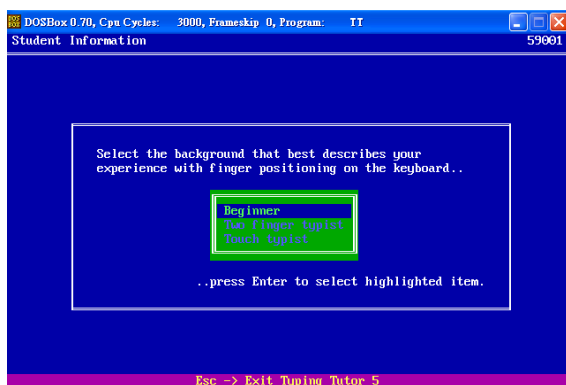 DOSBox 0.70, Cpu Cycles: 3000, Frameskip 0, Program: TT
Student Information 59001
Select the background that best describes your
experience with finger positioning on the keyboard..
Beginner
Two finger typist
Touch typist
..press Enter to select highlighted item.
Esc -> Exit Typing Tutor 5